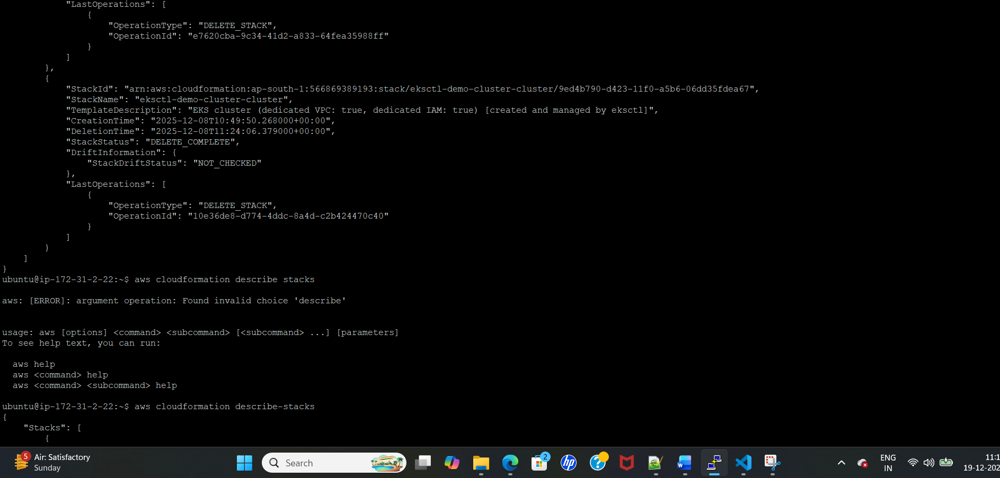 "LastOperations": [
                {
                    "OperationType": "DELETE_STACK",
                    "OperationId": "e7620cba-9c34-41d2-a833-64fea35988ff"
                }
            ]
        },
        {
            "StackId": "arn:aws:cloudformation:ap-south-1:566869389193:stack/eksctl-demo-cluster-cluster/9ed4b790-d423-11f0-a5b6-06dd35fdea67",
            "StackName": "eksctl-demo-cluster-cluster",
            "TemplateDescription": "EKS cluster (dedicated VPC: true, dedicated IAM: true) [created and managed by eksctl]",
            "CreationTime": "2025-12-08T10:49:50.268000+00:00",
            "DeletionTime": "2025-12-08T11:24:06.379000+00:00",
            "StackStatus": "DELETE_COMPLETE",
            "DriftInformation": {
                "StackDriftStatus": "NOT_CHECKED"
            },
            "LastOperations": [
                {
                    "OperationType": "DELETE_STACK",
                    "OperationId": "10e36de8-d774-4ddc-8a4d-c2b424470c40"
                }
            ]
        }
    ]
}
ubuntu@ip-172-31-2-22:~$ aws cloudformation describe stacks
aws: [ERROR]: argument operation: Found invalid choice 'describe'
usage: aws [options] <command> <subcommand> [<subcommand> ...] [parameters]
To see help text, you can run:
  aws help
  aws <command> help
  aws <command> <subcommand> help
ubuntu@ip-172-31-2-22:~$ aws cloudformation describe-stacks
{
    "Stacks": [
        {
5
Air: Satisfactory
Sunday
Search
2
hp
?
W
ENG
IN
11:1
19-12-202